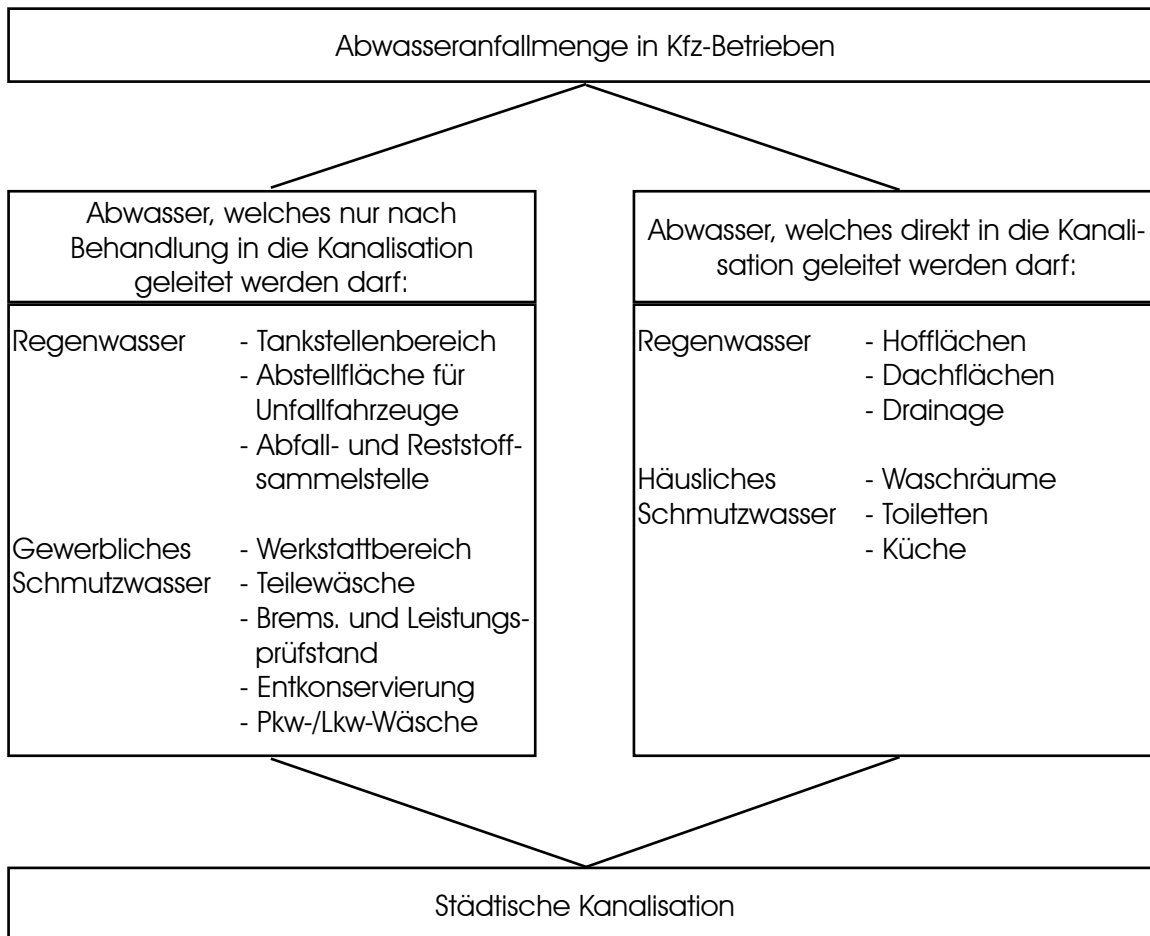 Abwasseranfallmenge in Kfz-Betrieben
Abwasser, welches nur nach
Behandlung in die Kanalisation
geleitet werden darf:
Regenwasser - Tankstellenbereich
- Abstellfläche für
Unfallfahrzeuge
- Abfall- und Reststoff-
sammelstelle
Gewerbliches - Werkstattbereich
Schmutzwasser - Teilewäsche
- Brems. und Leistungs-
prüfstand
- Entkonservierung
- Pkw-/Lkw-Wäsche
Abwasser, welches direkt in die Kanali-
sation geleitet werden darf:
Regenwasser - Hofflächen
- Dachflächen
- Drainage
Häusliches - Waschräume
Schmutzwasser - Toiletten
- Küche
Städtische Kanalisation